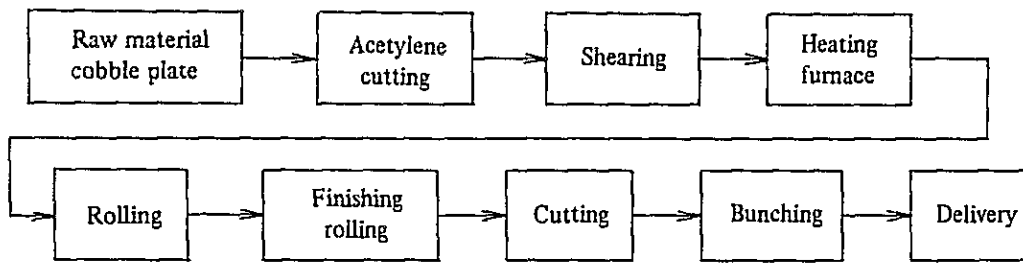 Raw material
cobble plate
Acetylene
cutting
Shearing
Heating
furnace
Rolling
Finishing
rolling
Cutting
Bunching
Delivery